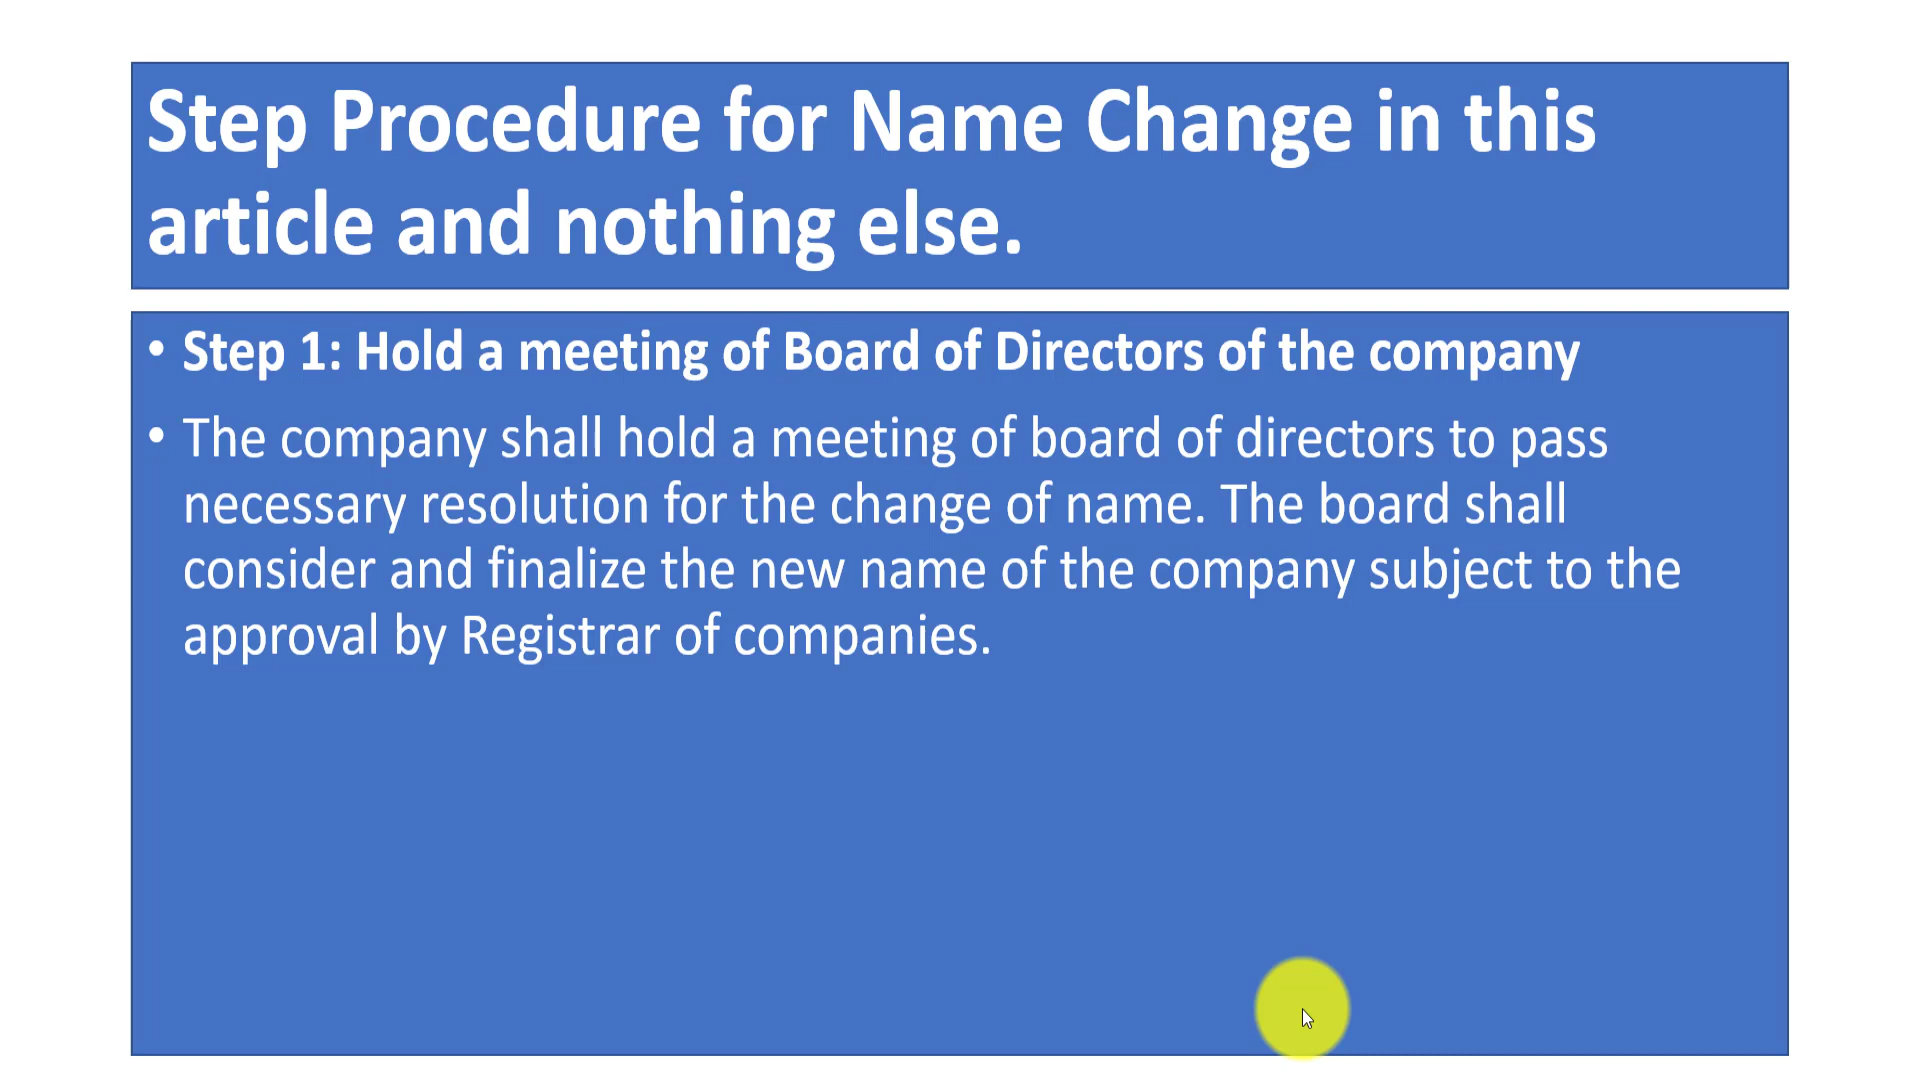 Step Procedure for Name Change in this
article and nothing else.
• Step 1: Hold a meeting of Board of Directors of the company
• The company shall hold a meeting of board of directors to pass
necessary resolution for the change of name. The board shall
consider and finalize the new name of the company subject to the
approval by Registrar of companies.